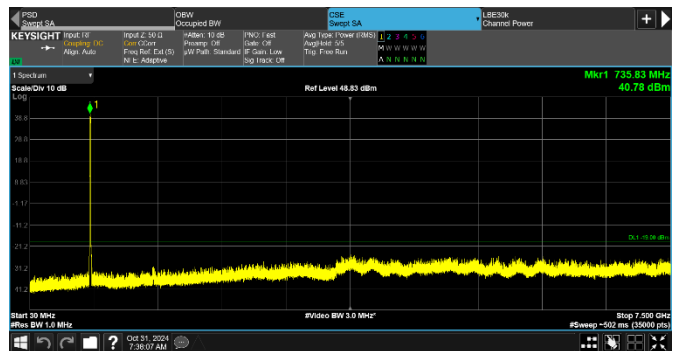 PSD
Swept SA
OBW
Occupied BW
CSE
Swept SA
LBE30k
Channel Power
KEYSIGHT
Input: RF
Coupling: DC
Align: Auto
Input Z: 50 Ω
Corr CCorr
Freq Ref: Ext (S)
NFE: Adaptive
#Atten: 10 dB
Preamp: Off
µW Path: Standard
PNO: Fast
Gate: Off
IF Gain: Low
Sig Track: Off
Avg Type: Power (RMS)
Avg|Hold: 5/5
Trig: Free Run
1 2 3 4 5 6
M W W W W W
A N N N N N
1 Spectrum
Scale/Div 10 dB
Ref Level 48.83 dBm
Mkr1 735.83 MHz
40.78 dBm
Log
1
38.8
28.8
18.8
8.83
-1.17
-11.2
-21.2
-31.2
-41.2
DL1 -19.00 dBm
Start 30 MHz
#Res BW 1.0 MHz
#Video BW 3.0 MHz*
Stop 7.500 GHz
#Sweep ~502 ms (35000 pts)
?
Oct 31, 2024
7:38:07 AM